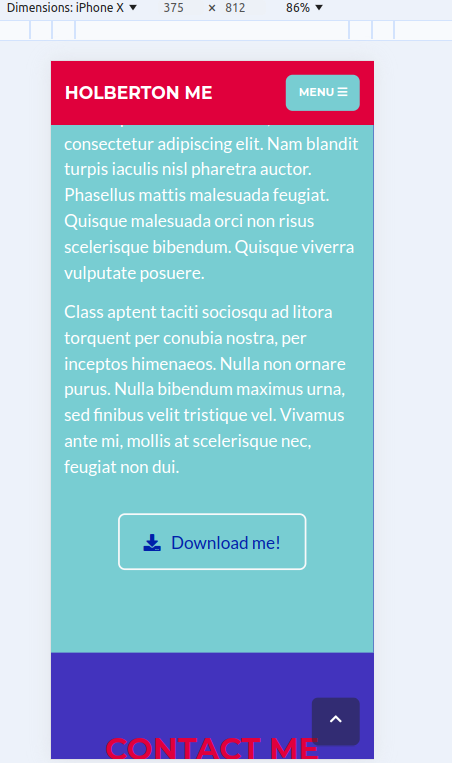 Dimensions: iPhone X ▼ 375 × 812 86% ▼
HOLBERTON ME
MENU ☰
consectetur adipiscing elit. Nam blandit
turpis iaculis nisl pharetra auctor.
Phasellus mattis malesuada feugiat.
Quisque malesuada orci non risus
scelerisque bibendum. Quisque viverra
vulputate posuere.
Class aptent taciti sociosqu ad litora
torquent per conubia nostra, per
inceptos himenaeos. Nulla non ornare
purus. Nulla bibendum maximus urna,
sed finibus velit tristique vel. Vivamus
ante mi, mollis at scelerisque nec,
feugiat non dui.
Download me!
CONTACT ME